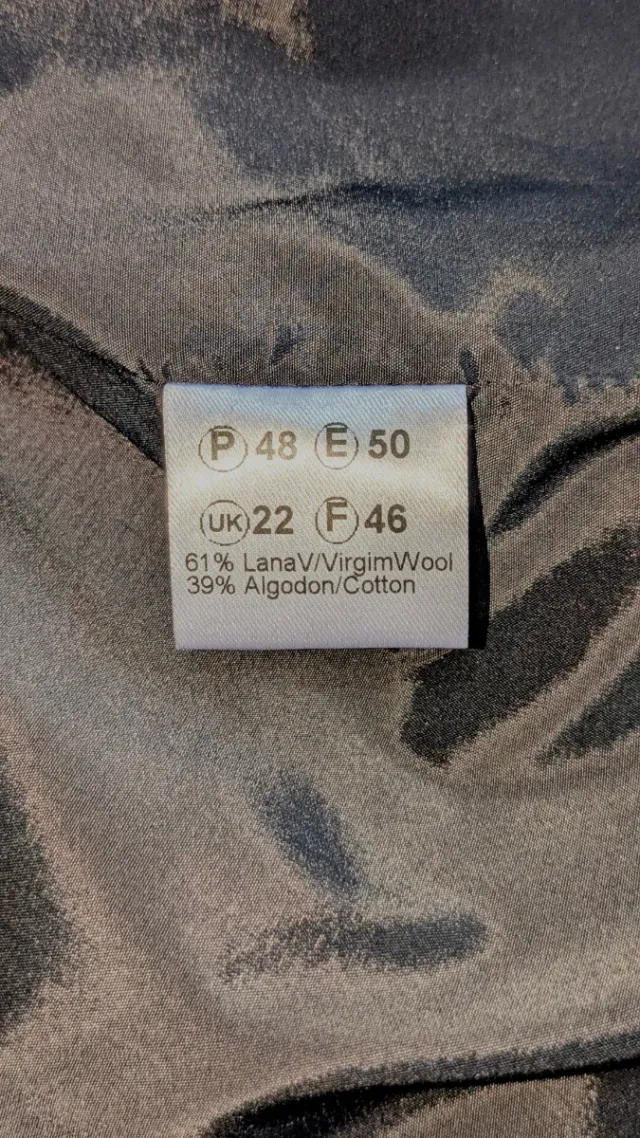 P 48 E 50
UK 22 F 46
61% LanaV/VirgimWool
39% Algodon/Cotton